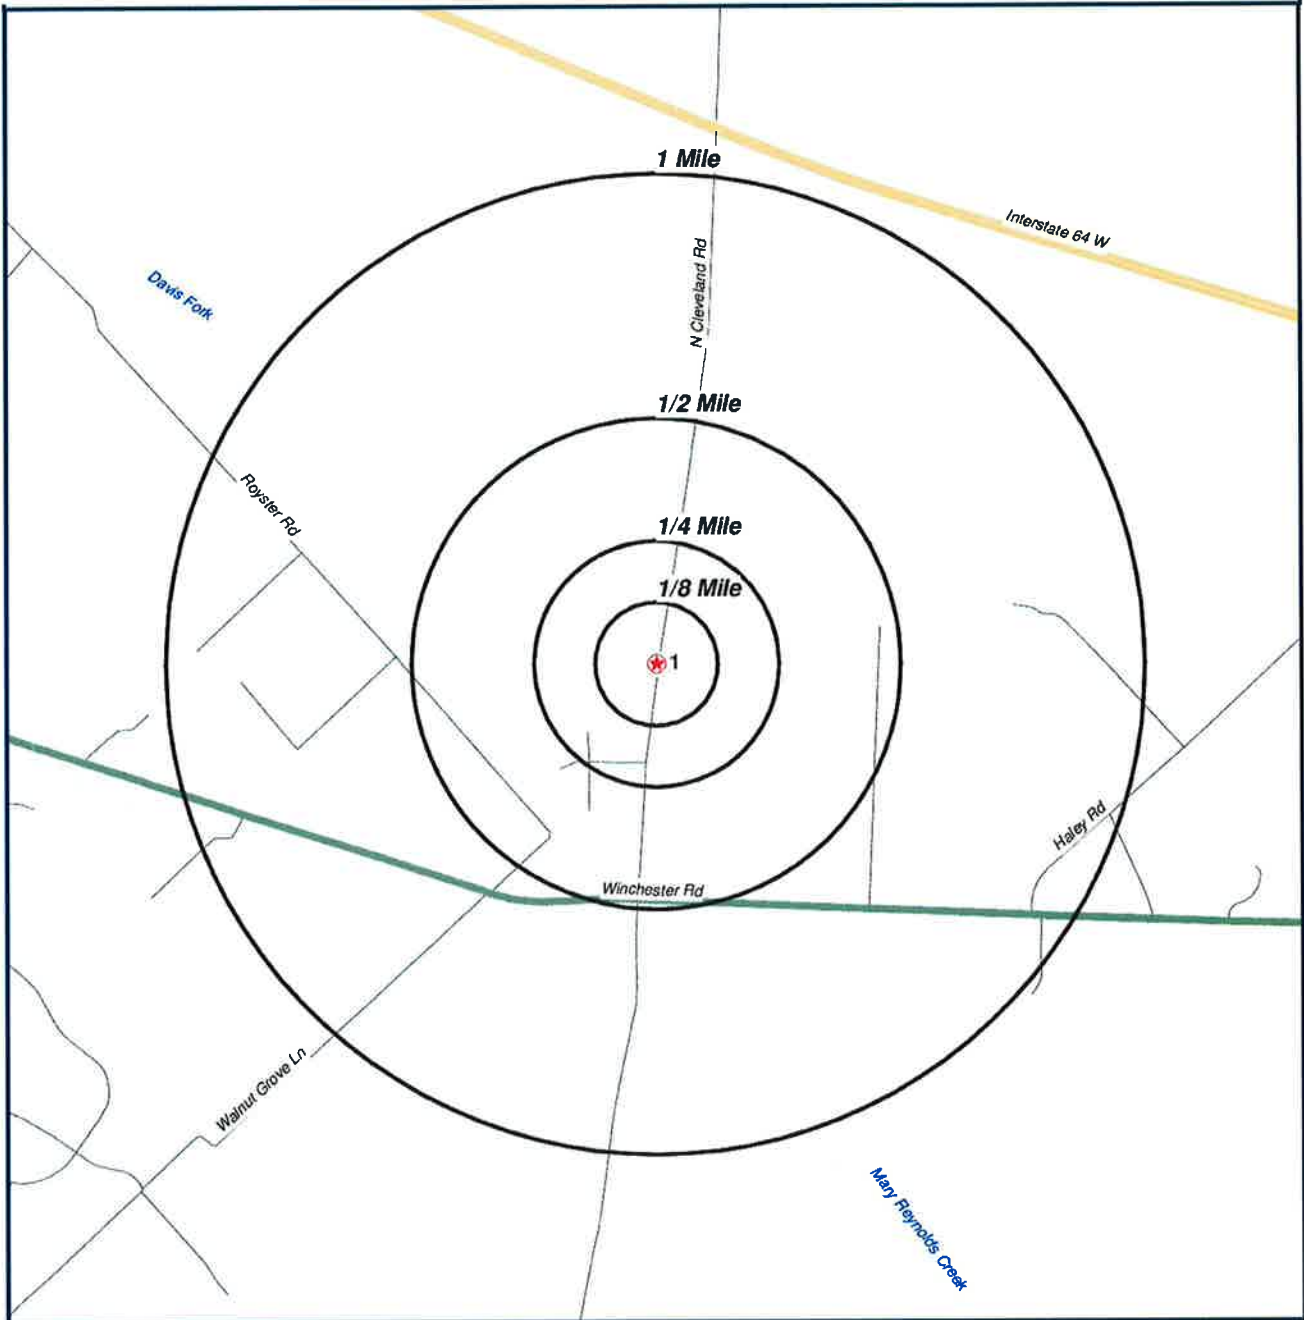 1 Mile
Interstate 64 W
N Cleveland Rd
Davis Fork
1/2 Mile
Royster Rd
1/4 Mile
1/8 Mile
1
Haley Rd
Winchester Rd
Walnut Grove Ln
Mary Reynolds Creek